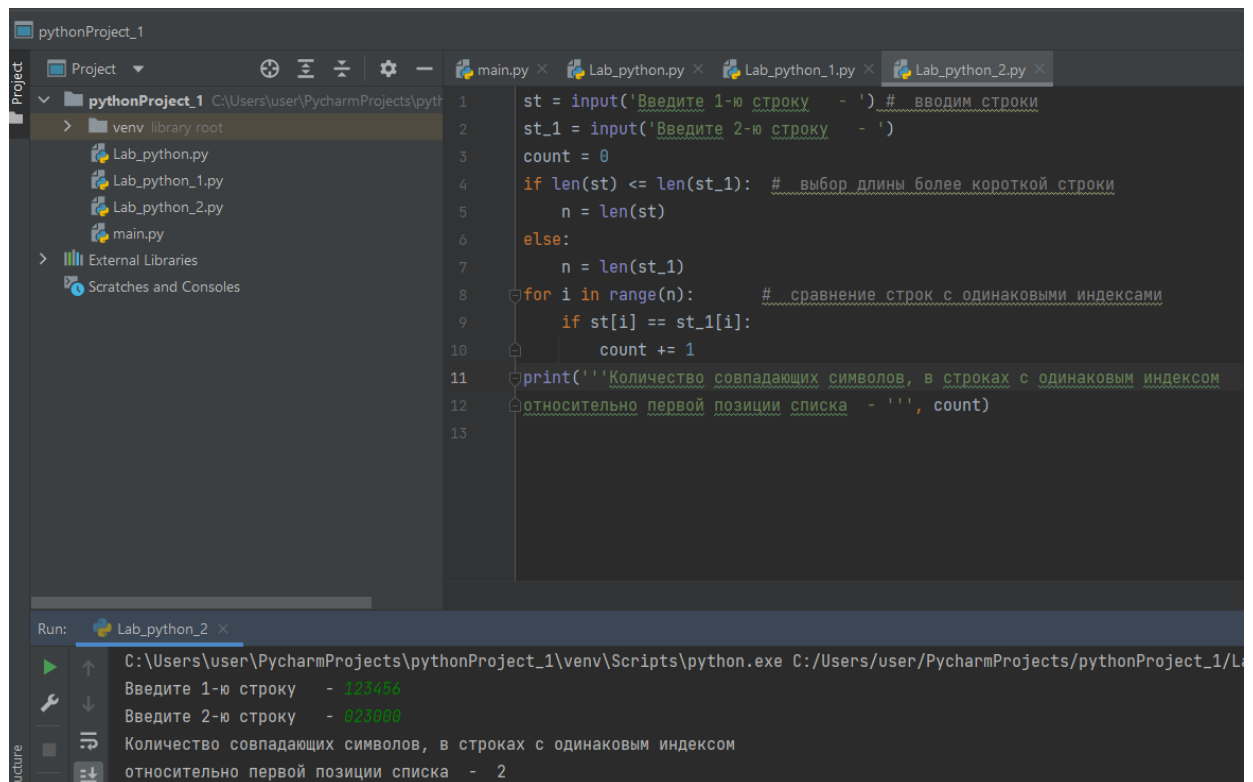 pythonProject_1
Project
Project
main.py
Lab_python.py
Lab_python_1.py
Lab_python_2.py
pythonProject_1 C:\Users\user\PycharmProjects\pyth
venv library root
Lab_python.py
Lab_python_1.py
Lab_python_2.py
main.py
External Libraries
Scratches and Consoles
1 st = input('Введите 1-ю строку   - ') #  вводим строки
2 st_1 = input('Введите 2-ю строку   - ')
3 count = 0
4 if len(st) <= len(st_1):  #  выбор длины более короткой строки
5     n = len(st)
6 else:
7     n = len(st_1)
8 for i in range(n):      #  сравнение строк с одинаковыми индексами
9     if st[i] == st_1[i]:
10         count += 1
11 print('''Количество совпадающих символов, в строках с одинаковым индексом
12 относительно первой позиции списка  - ''', count)
13
Run:
Lab_python_2
C:\Users\user\PycharmProjects\pythonProject_1\venv\Scripts\python.exe C:/Users/user/PycharmProjects/pythonProject_1/La
Введите 1-ю строку   - 123456
Введите 2-ю строку   - 023000
Количество совпадающих символов, в строках с одинаковым индексом
относительно первой позиции списка  -  2
ucture